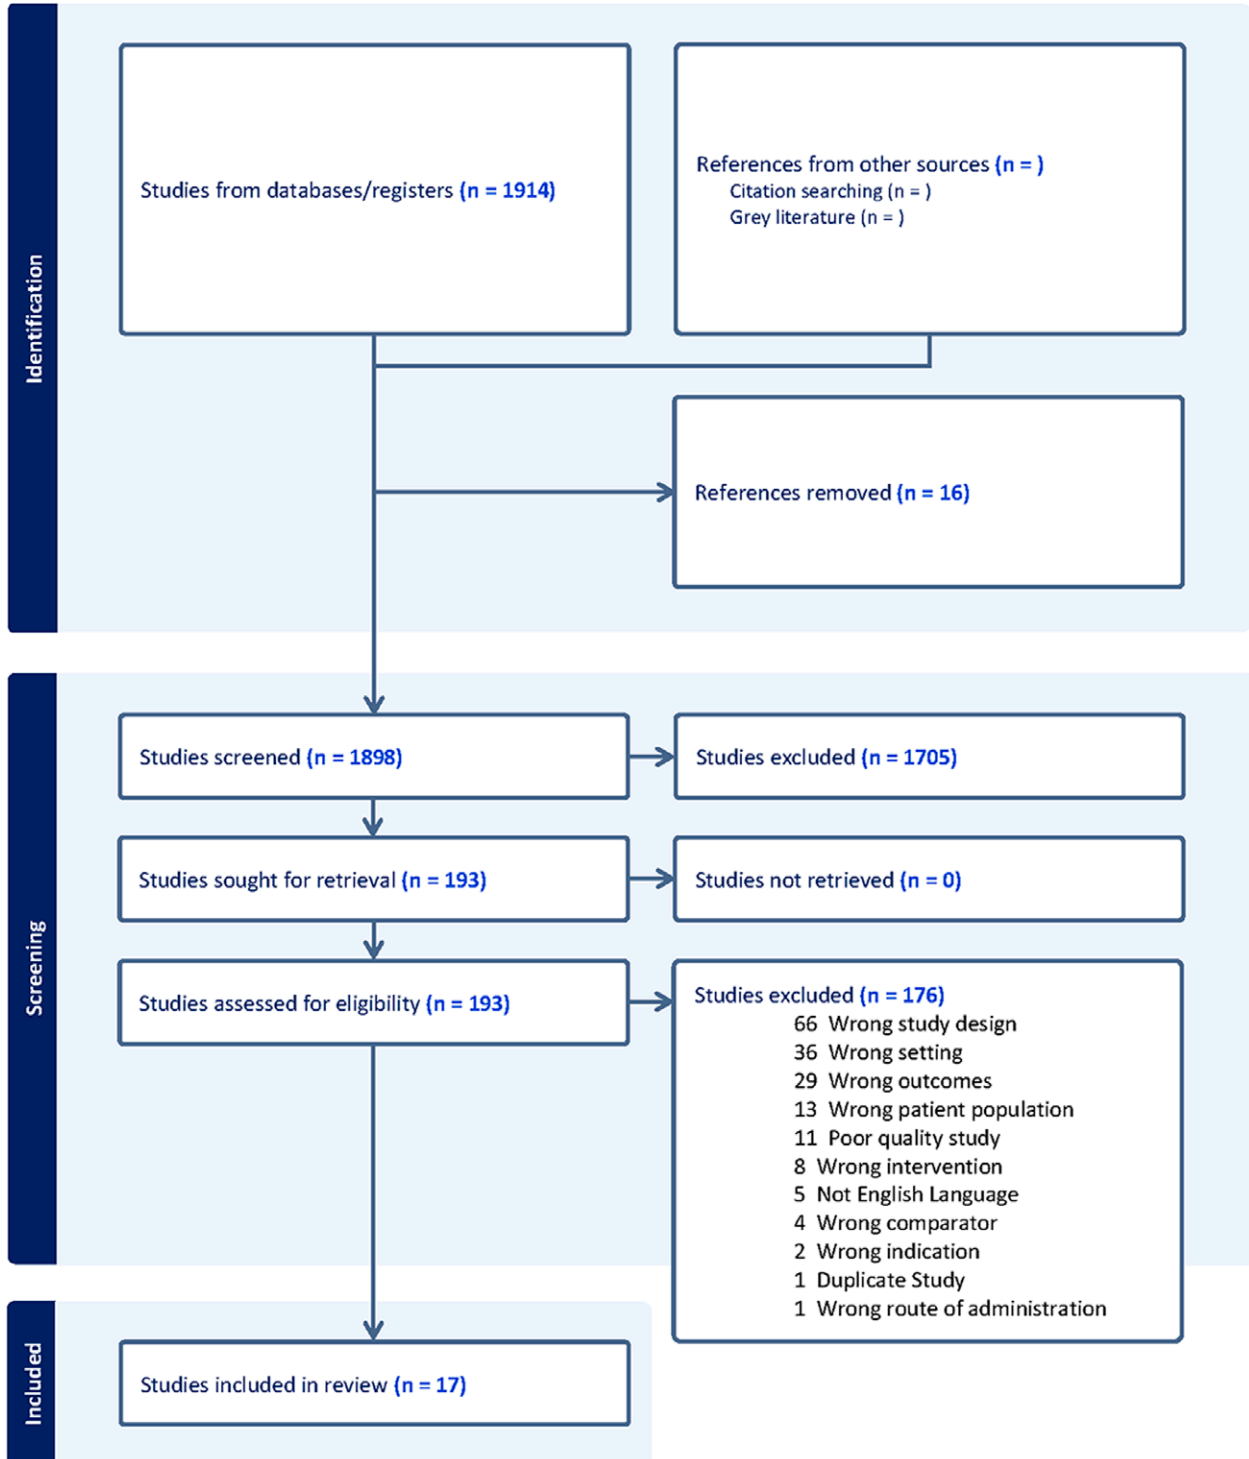 Identification
Studies from databases/registers (n = 1914)
References from other sources (n = )
Citation searching (n = )
Grey literature (n = )
References removed (n = 16)
Screening
Studies screened (n = 1898)
Studies excluded (n = 1705)
Studies sought for retrieval (n = 193)
Studies not retrieved (n = 0)
Studies assessed for eligibility (n = 193)
Studies excluded (n = 176)
66 Wrong study design
36 Wrong setting
29 Wrong outcomes
13 Wrong patient population
11 Poor quality study
8 Wrong intervention
5 Not English Language
4 Wrong comparator
2 Wrong indication
1 Duplicate Study
1 Wrong route of administration
Included
Studies included in review (n = 17)